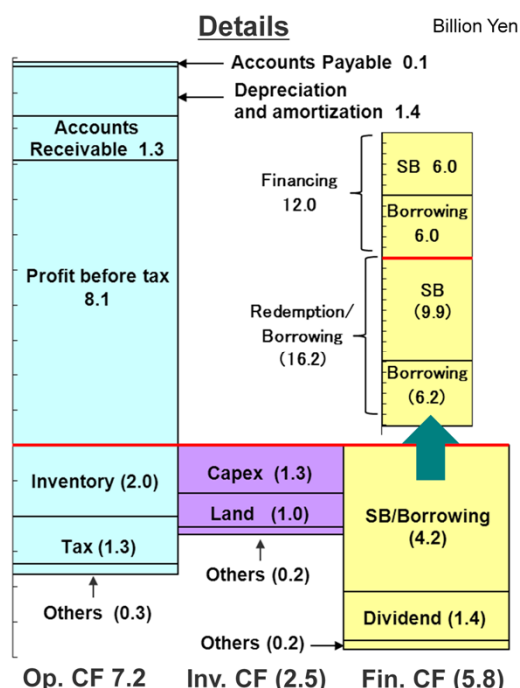 Details
Billion Yen
Accounts Payable 0.1
Depreciation
and amortization 1.4
Accounts
Receivable 1.3
Profit before tax
8.1
Financing
12.0
SB 6.0
Borrowing
6.0
Redemption/
Borrowing
(16.2)
SB
(9.9)
Borrowing
(6.2)
Inventory (2.0)
Tax (1.3)
Others (0.3)
Capex (1.3)
Land (1.0)
Others (0.2)
SB/Borrowing
(4.2)
Dividend (1.4)
Others (0.2)
Op. CF 7.2
Inv. CF (2.5)
Fin. CF (5.8)